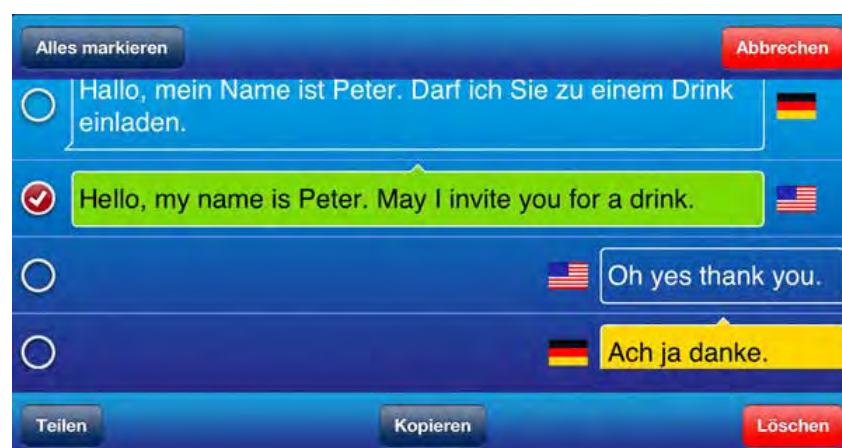 Alles markieren
Abbrechen
Hallo, mein Name ist Peter. Darf ich Sie zu einem Drink
einladen.
Hello, my name is Peter. May I invite you for a drink.
Oh yes thank you.
Ach ja danke.
Teilen
Kopieren
Löschen